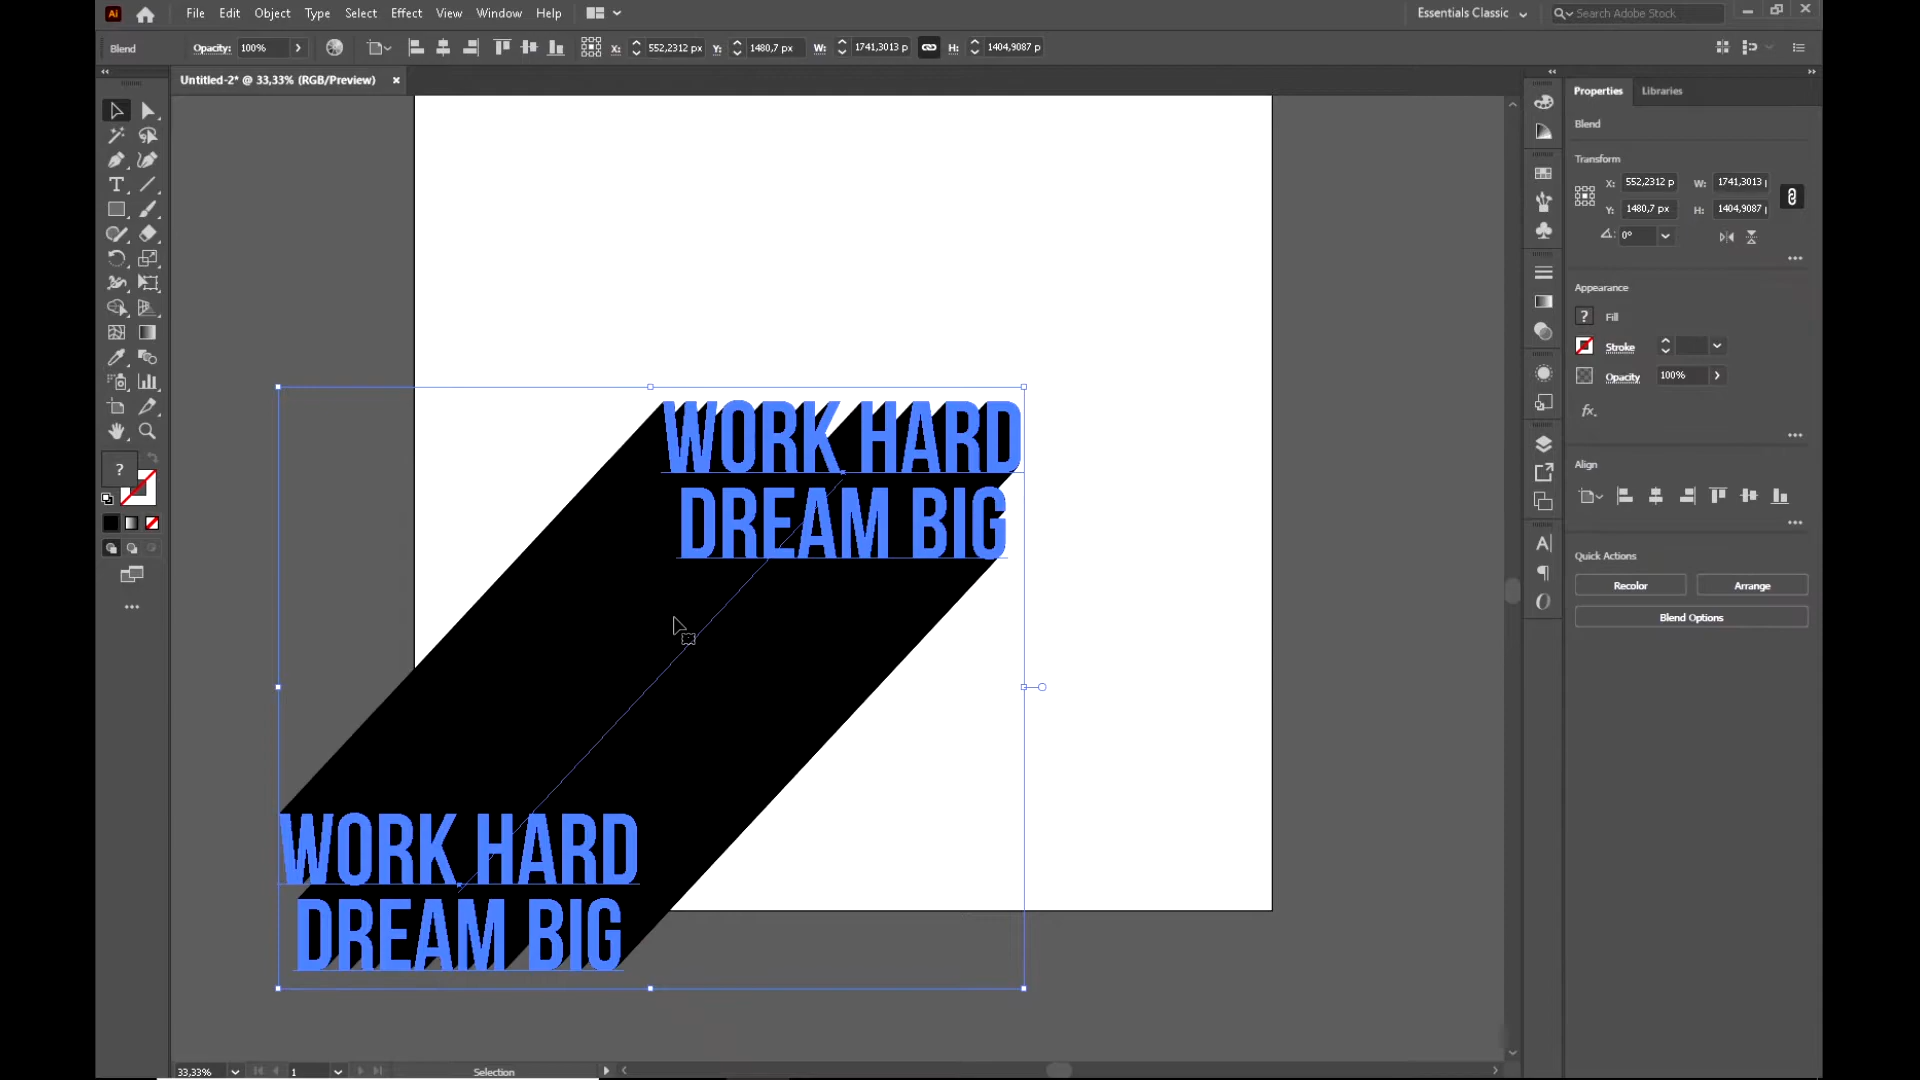 Ai File Edit Object Type Select Effect View Window Help Essentials Classic Search Adobe Stock
Blend Opacity: 100% X: 552,2312 px Y: 1480,7 px W: 1741,3013 p H: 1404,9087 p
Untitled-2* @ 33,33% (RGB/Preview) ×
Properties Libraries
Blend
Transform
X: 552,2312 p W: 1741,3013
Y: 1480,7 px H: 1404,9087
0°
Appearance
? Fill
Stroke
Opacity 100%
fx.
Align
Quick Actions
Recolor Arrange
Blend Options
?
WORK HARD
DREAM BIG
WORK HARD
DREAM BIG
33,33% 1 Selection